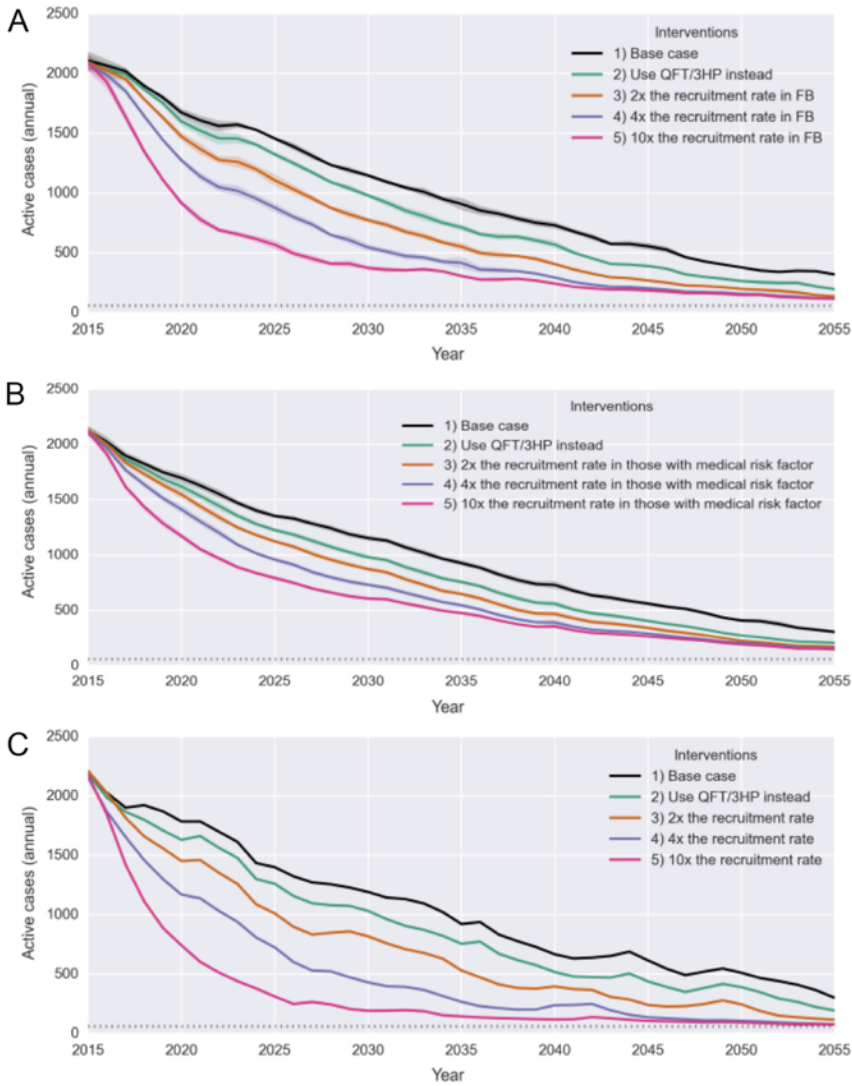 A
2500
2000
1500
1000
500
0
Active cases (annual)
Interventions
1) Base case
2) Use QFT/3HP instead
3) 2x the recruitment rate in FB
4) 4x the recruitment rate in FB
5) 10x the recruitment rate in FB
2015 2020 2025 2030 2035 2040 2045 2050 2055
Year
B
2500
2000
1500
1000
500
0
Active cases (annual)
Interventions
1) Base case
2) Use QFT/3HP instead
3) 2x the recruitment rate in those with medical risk factor
4) 4x the recruitment rate in those with medical risk factor
5) 10x the recruitment rate in those with medical risk factor
2015 2020 2025 2030 2035 2040 2045 2050 2055
Year
C
2500
2000
1500
1000
500
0
Active cases (annual)
Interventions
1) Base case
2) Use QFT/3HP instead
3) 2x the recruitment rate
4) 4x the recruitment rate
5) 10x the recruitment rate
2015 2020 2025 2030 2035 2040 2045 2050 2055
Year